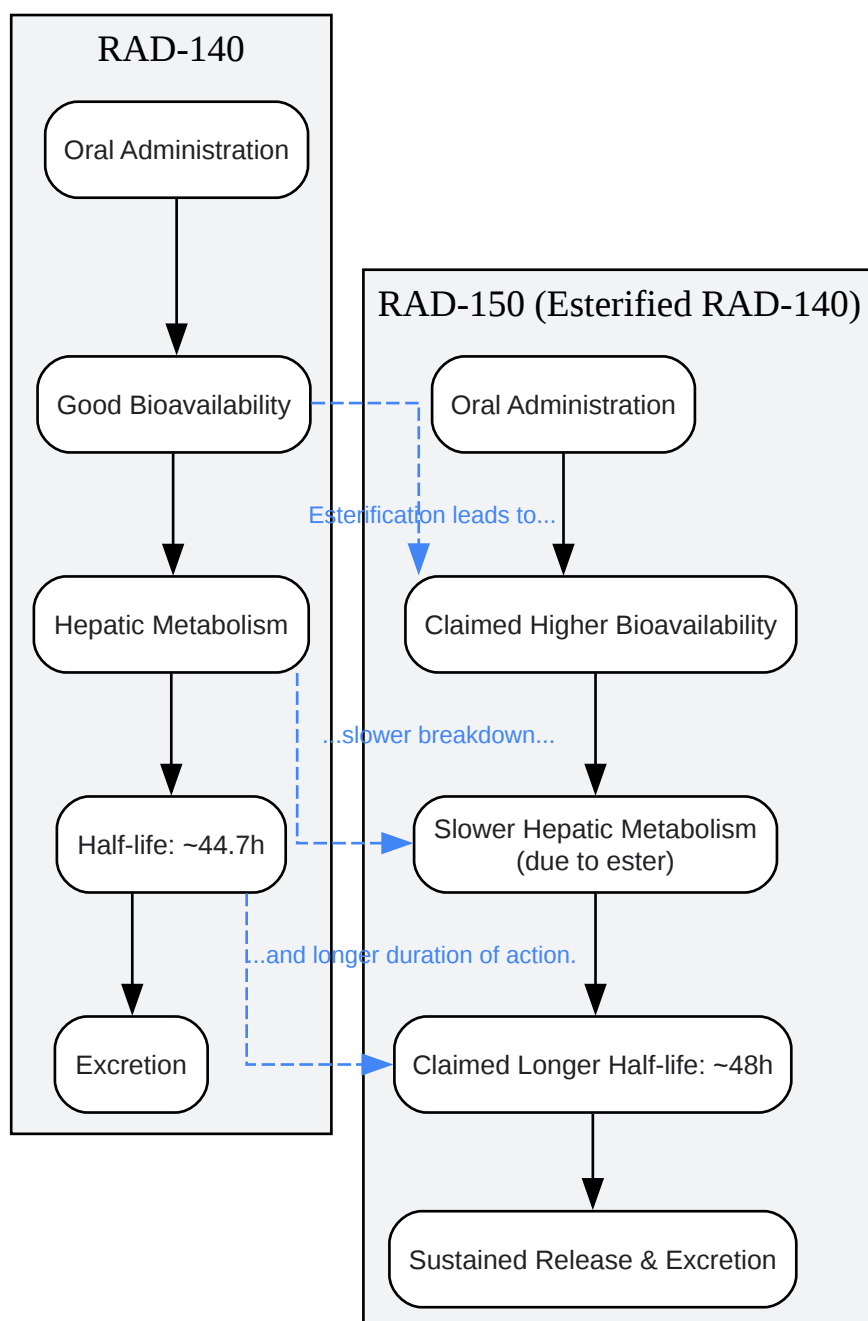 RAD-140
Oral Administration
Good Bioavailability
Hepatic Metabolism
Half-life: ~44.7h
Excretion
Esterification leads to...
...slower breakdown...
...and longer duration of action.
RAD-150 (Esterified RAD-140)
Oral Administration
Claimed Higher Bioavailability
Slower Hepatic Metabolism
(due to ester)
Claimed Longer Half-life: ~48h
Sustained Release & Excretion